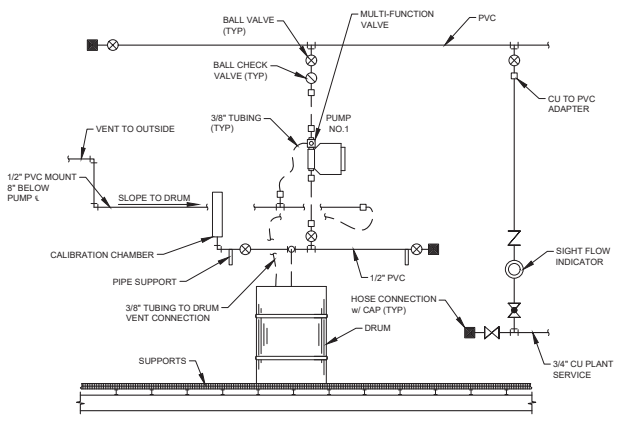 BALL VALVE
(TYP)
MULTI-FUNCTION
VALVE
PVC
BALL CHECK
VALVE (TYP)
CU TO PVC
ADAPTER
3/8" TUBING
(TYP)
PUMP
NO.1
VENT TO OUTSIDE
1/2" PVC MOUNT
8" BELOW
PUMP ℄
SLOPE TO DRUM
CALIBRATION CHAMBER
SIGHT FLOW
INDICATOR
PIPE SUPPORT
1/2" PVC
3/8" TUBING TO DRUM
VENT CONNECTION
HOSE CONNECTION
w/ CAP (TYP)
DRUM
SUPPORTS
3/4" CU PLANT
SERVICE